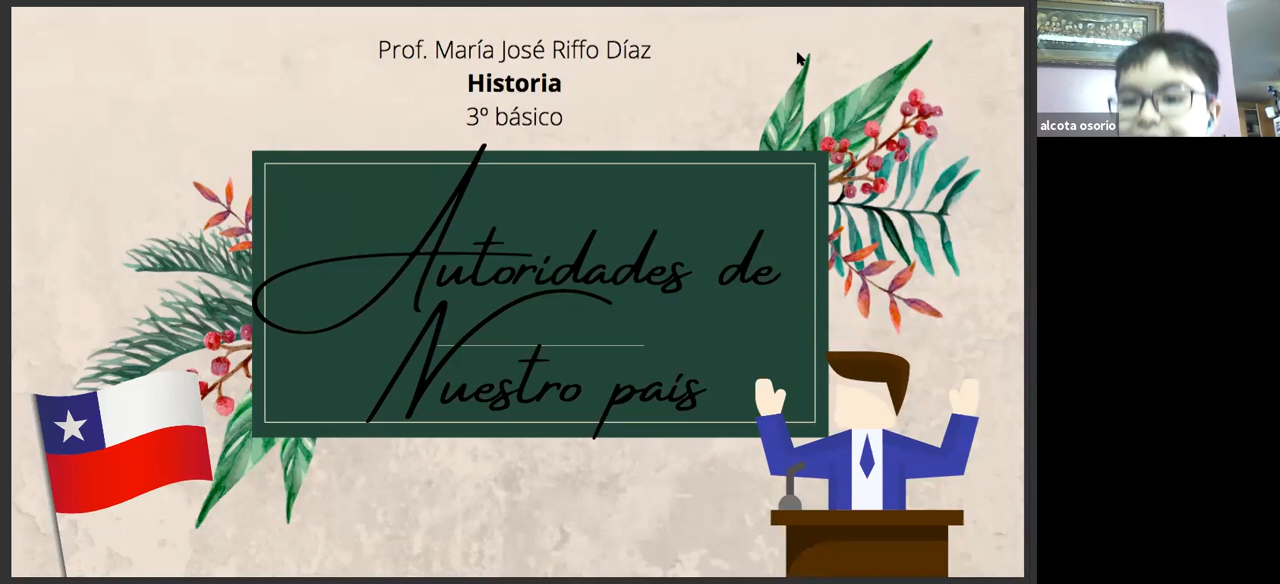 Prof. María José Riffo Díaz
Historia
3º básico
Autoridades de
Nuestro país
alcota osorio